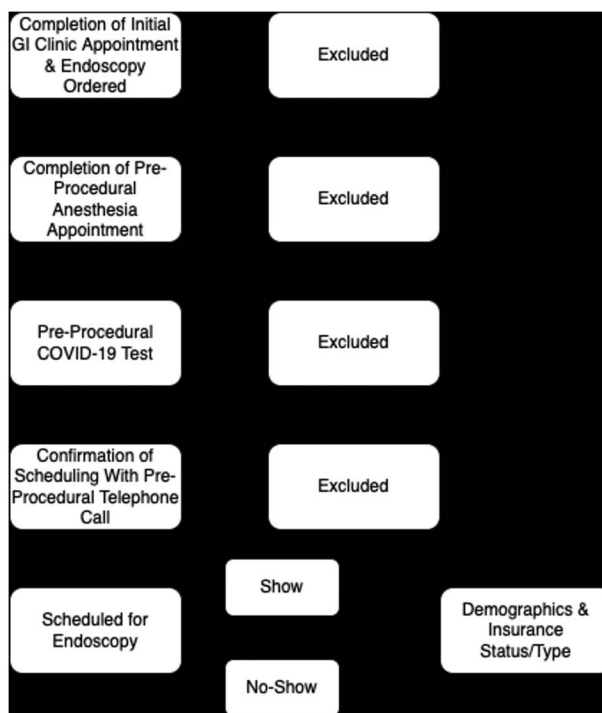 Completion of Initial
GI Clinic Appointment
& Endoscopy
Ordered
Excluded
Completion of Pre-
Procedural
Anesthesia
Appointment
Excluded
Pre-Procedural
COVID-19 Test
Excluded
Confirmation of
Scheduling With Pre-
Procedural Telephone
Call
Excluded
Show
Scheduled for
Endoscopy
Demographics &
Insurance
Status/Type
No-Show